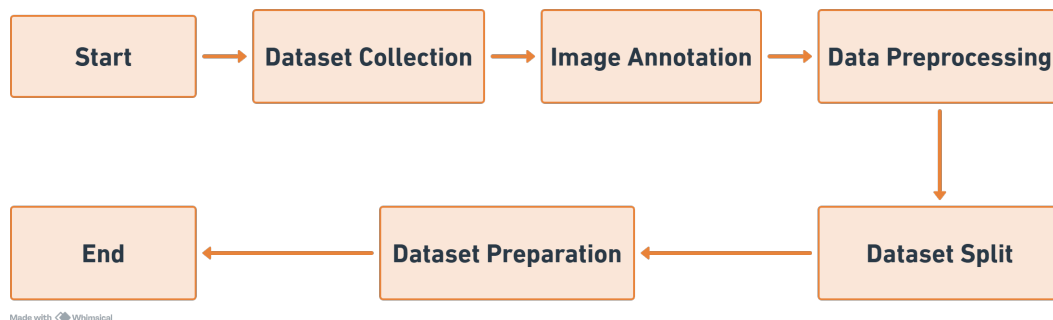 Start
Dataset Collection
Image Annotation
Data Preprocessing
End
Dataset Preparation
Dataset Split
Made with Whimsical